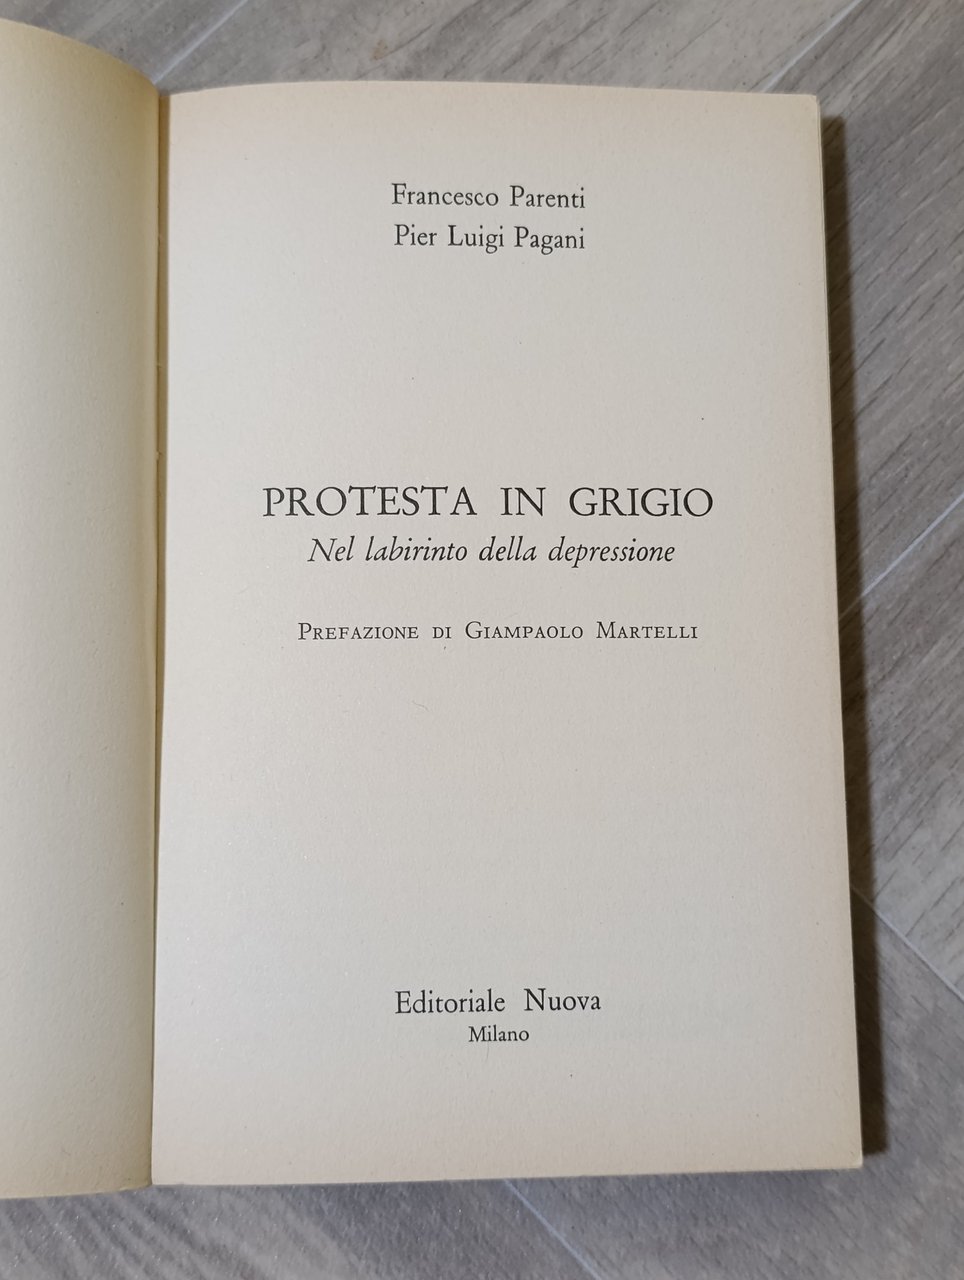 Francesco Parenti
Pier Luigi Pagani
PROTESTA IN GRIGIO
Nel labirinto della depressione
PREFAZIONE DI GIAMPAOLO MARTELLI
Editoriale Nuova
Milano